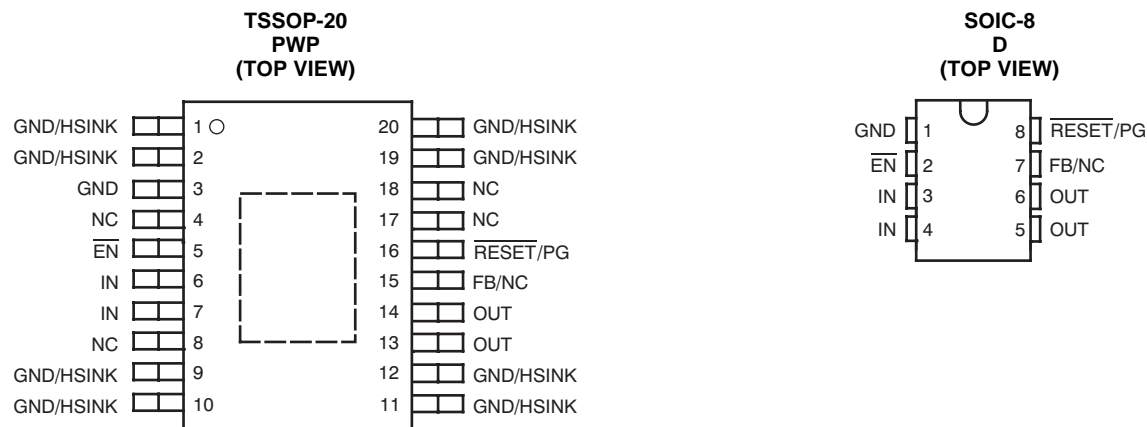 TSSOP-20
PWP
(TOP VIEW)
GND/HSINK 1 20 GND/HSINK
GND/HSINK 2 19 GND/HSINK
GND 3 18 NC
NC 4 17 NC
EN 5 16 RESET/PG
IN 6 15 FB/NC
IN 7 14 OUT
NC 8 13 OUT
GND/HSINK 9 12 GND/HSINK
GND/HSINK 10 11 GND/HSINK
SOIC-8
D
(TOP VIEW)
GND 1 8 RESET/PG
EN 2 7 FB/NC
IN 3 6 OUT
IN 4 5 OUT